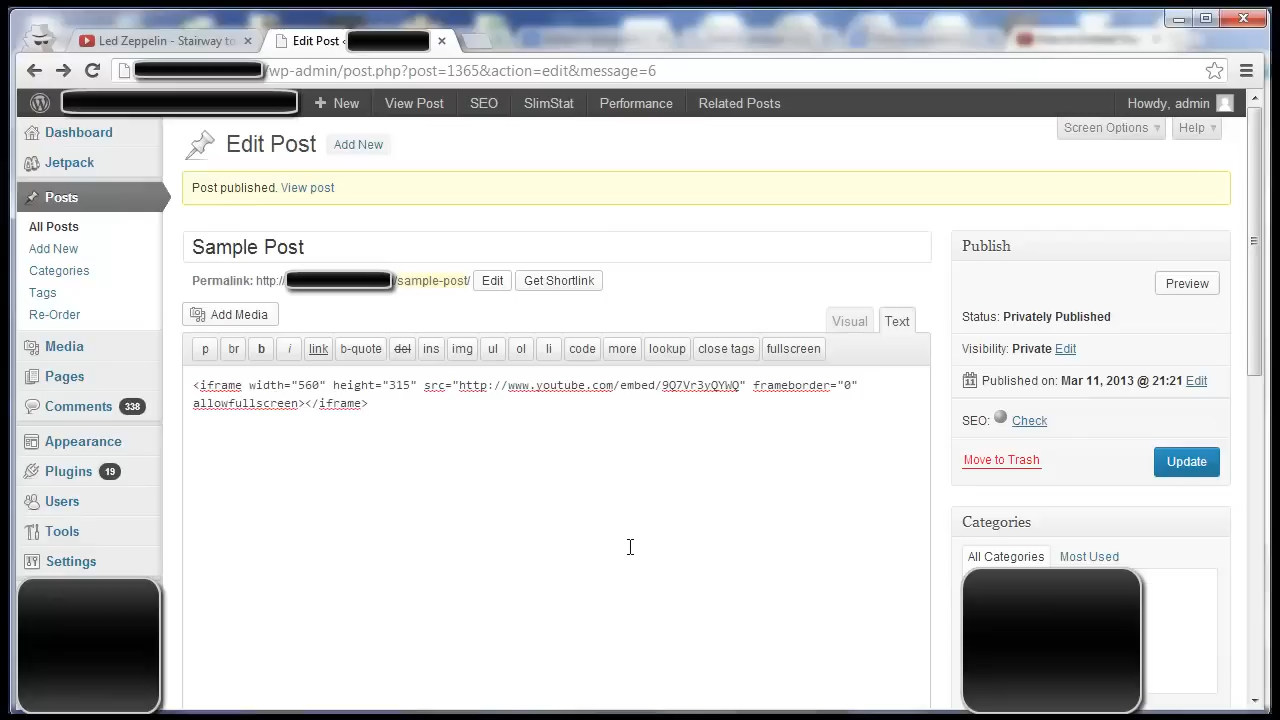 Led Zeppelin - Stairway to
Edit Post <
/wp-admin/post.php?post=1365&action=edit&message=6
New View Post SEO SlimStat Performance Related Posts Howdy, admin
Screen Options Help
Dashboard
Jetpack
Posts
All Posts
Add New
Categories
Tags
Re-Order
Media
Pages
Comments 338
Appearance
Plugins 19
Users
Tools
Settings
Edit Post Add New
Post published. View post
Sample Post
Permalink: http:// /sample-post/ Edit Get Shortlink
Add Media
Visual Text
p br b i link b-quote del ins img ul ol li code more lookup close tags fullscreen
<iframe width="560" height="315" src="http://www.youtube.com/embed/9Q7Vr3yQYWQ" frameborder="0"
allowfullscreen></iframe>
Publish
Preview
Status: Privately Published
Visibility: Private Edit
11 Published on: Mar 11, 2013 @ 21:21 Edit
SEO: Check
Move to Trash Update
Categories
All Categories Most Used